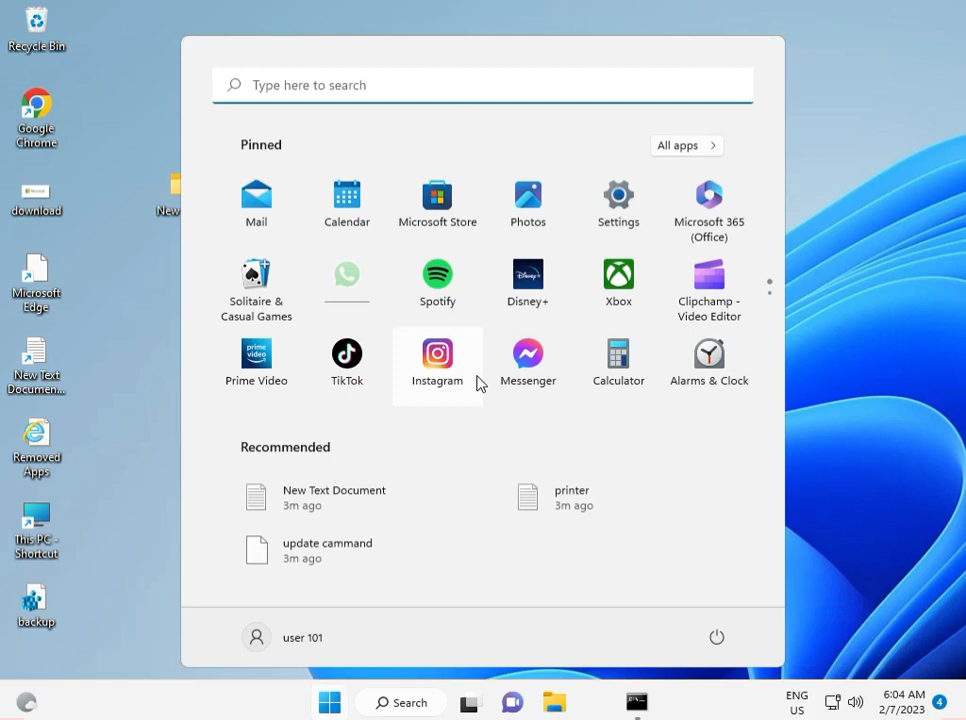 Recycle Bin
Google
Chrome
download
Microsoft
Edge
New Text
Documen...
Removed
Apps
This PC -
Shortcut
backup
New
Type here to search
Pinned
All apps
Mail
Calendar
Microsoft Store
Photos
Settings
Microsoft 365
(Office)
Solitaire &
Casual Games
Spotify
Disney+
Xbox
Clipchamp -
Video Editor
Prime Video
TikTok
Instagram
Messenger
Calculator
Alarms & Clock
Recommended
New Text Document
3m ago
printer
3m ago
update cammand
3m ago
user 101
Search
ENG
US
6:04 AM
2/7/2023
4